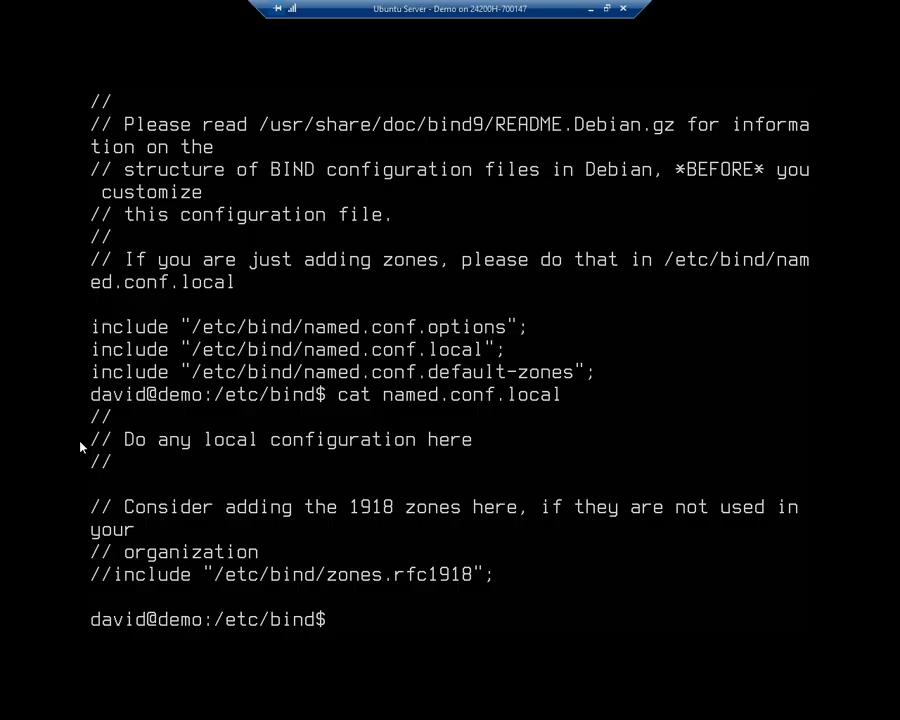 Ubuntu Server - Demo on 24200H-700147
//
// Please read /usr/share/doc/bind9/README.Debian.gz for informa
tion on the
// structure of BIND configuration files in Debian, *BEFORE* you
 customize
// this configuration file.
//
// If you are just adding zones, please do that in /etc/bind/nam
ed.conf.local
include "/etc/bind/named.conf.options";
include "/etc/bind/named.conf.local";
include "/etc/bind/named.conf.default-zones";
david@demo:/etc/bind$ cat named.conf.local
//
// Do any local configuration here
//
// Consider adding the 1918 zones here, if they are not used in
your
// organization
//include "/etc/bind/zones.rfc1918";
david@demo:/etc/bind$